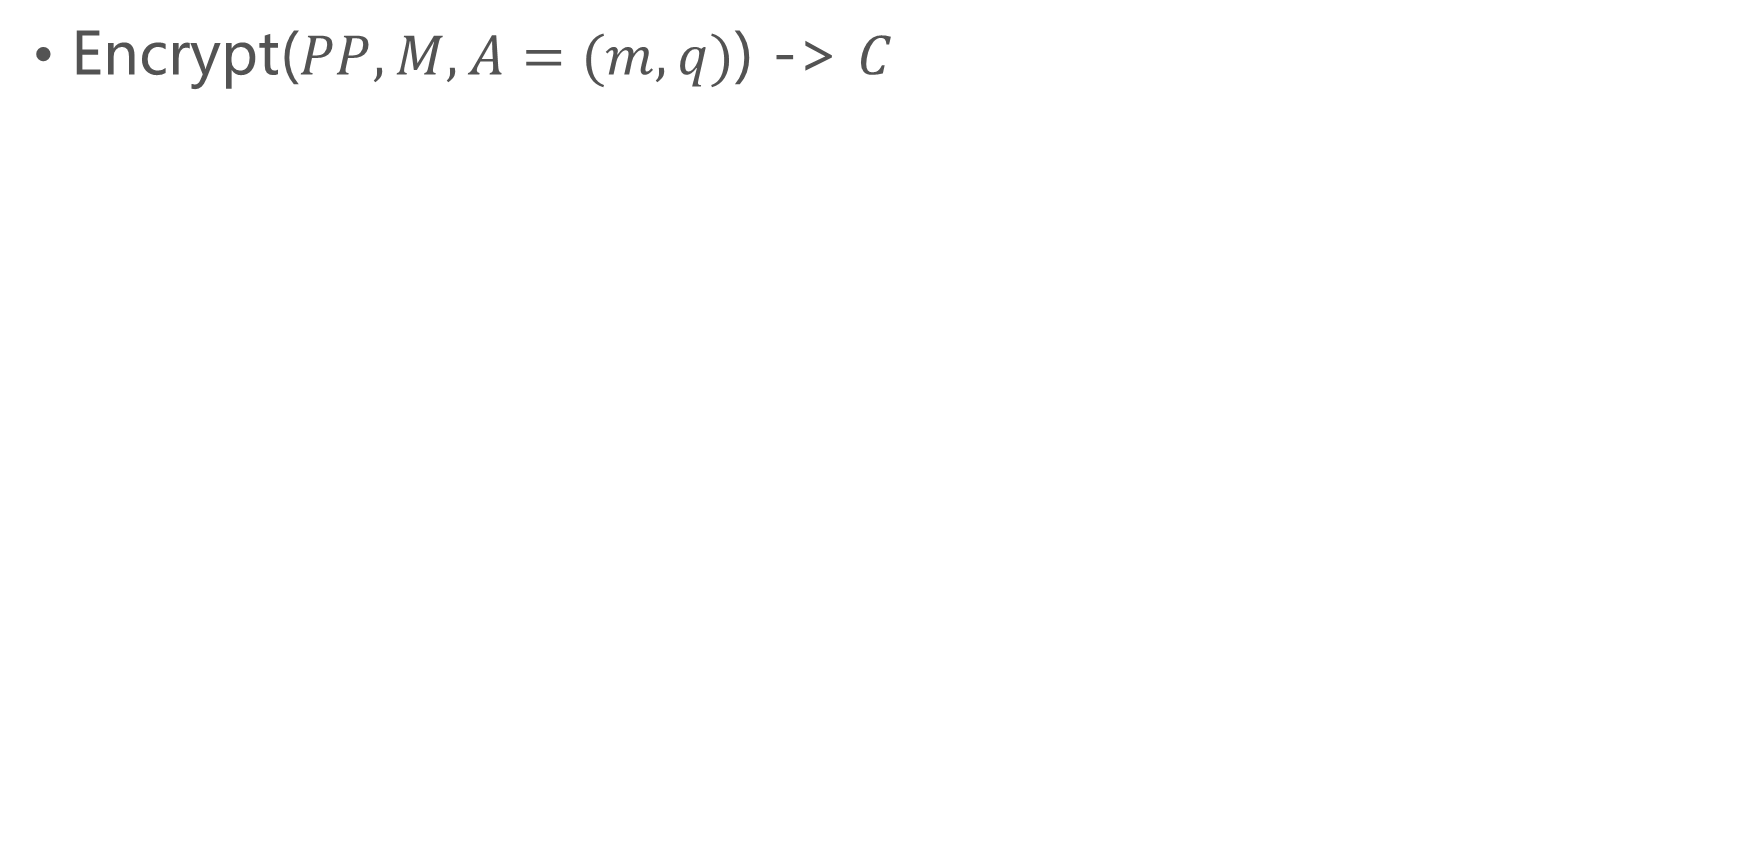 • Encrypt(PP, M, A = (m, q)) -> C